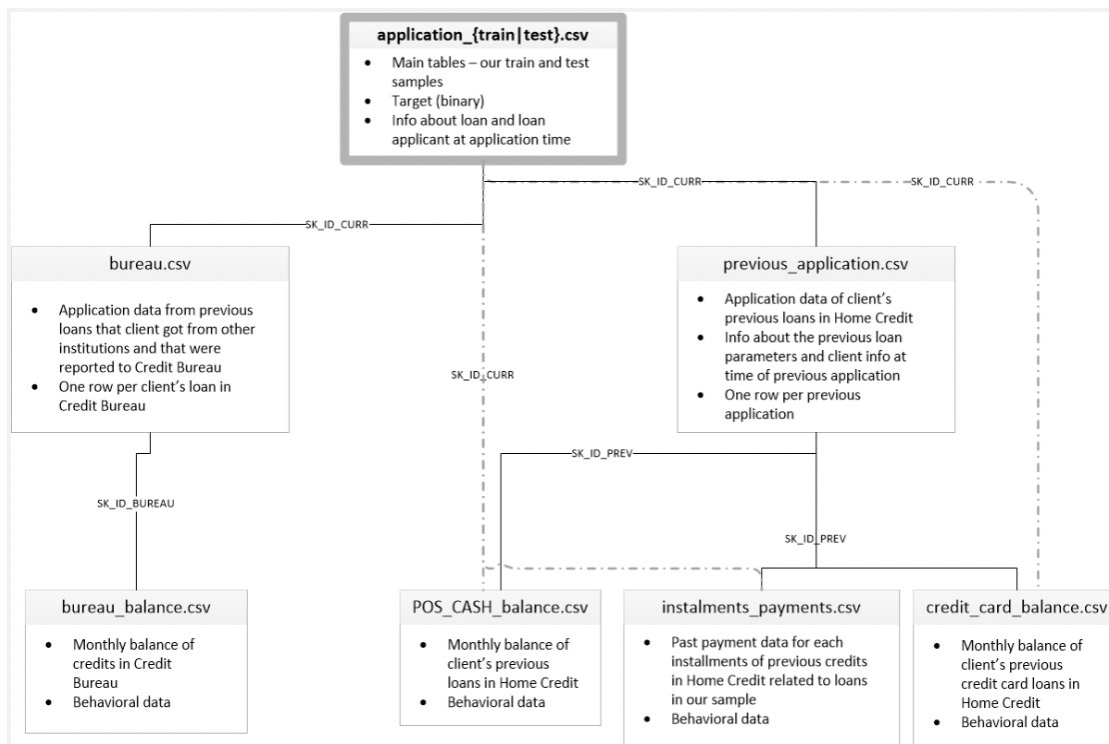 application_{train|test}.csv
• Main tables – our train and test
samples
• Target (binary)
• Info about loan and loan
applicant at application time
SK_ID_CURR
SK_ID_CURR
SK_ID_CURR
bureau.csv
• Application data from previous
loans that client got from other
institutions and that were
reported to Credit Bureau
• One row per client's loan in
Credit Bureau
previous_application.csv
• Application data of client's
previous loans in Home Credit
• Info about the previous loan
parameters and client info at
time of previous application
• One row per previous
application
SK_ID_CURR
SK_ID_PREV
SK_ID_BUREAU
SK_ID_PREV
bureau_balance.csv
• Monthly balance of
credits in Credit
Bureau
• Behavioral data
POS_CASH_balance.csv
• Monthly balance of
client's previous
loans in Home Credit
• Behavioral data
instalments_payments.csv
• Past payment data for each
installments of previous credits
in Home Credit related to loans
in our sample
• Behavioral data
credit_card_balance.csv
• Monthly balance of
client's previous
credit card loans in
Home Credit
• Behavioral data